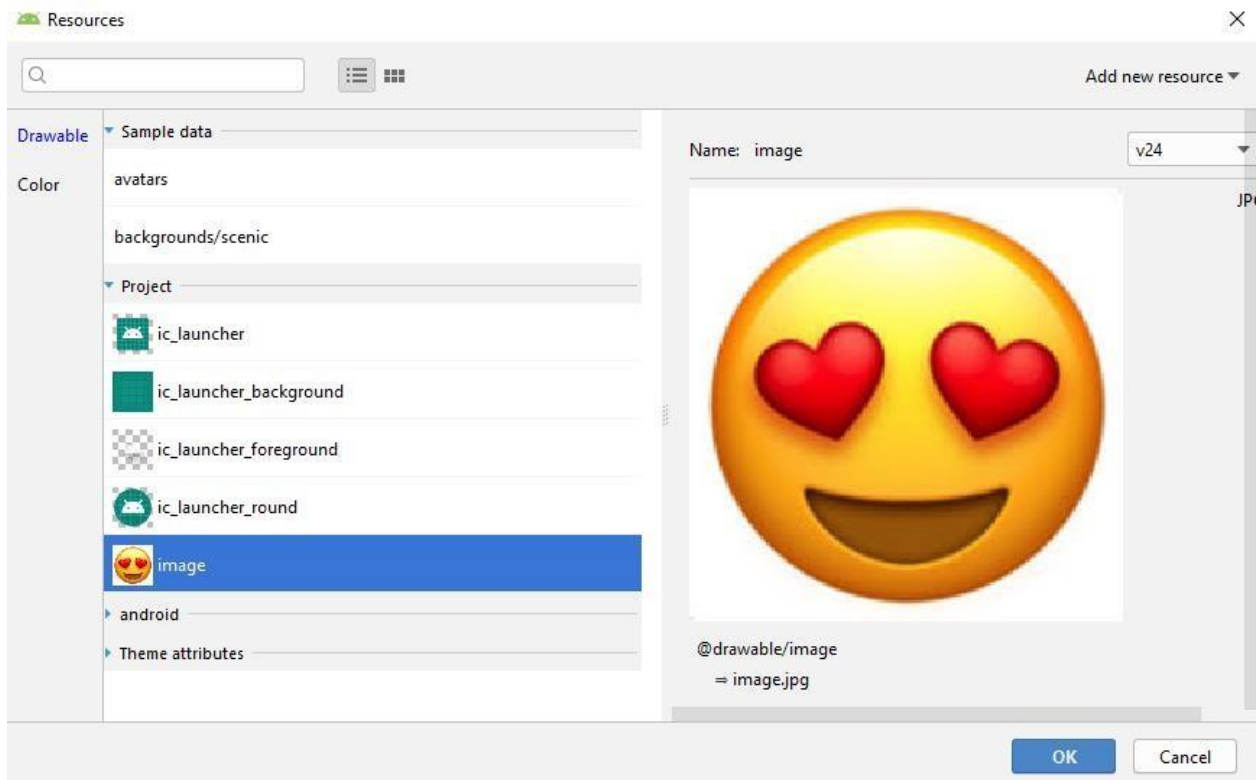 Resources
Add new resource
Drawable
Color
Sample data
avatars
backgrounds/scenic
Project
ic_launcher
ic_launcher_background
ic_launcher_foreground
ic_launcher_round
image
android
Theme attributes
Name: image
v24
@drawable/image
⇒ image.jpg
OK
Cancel